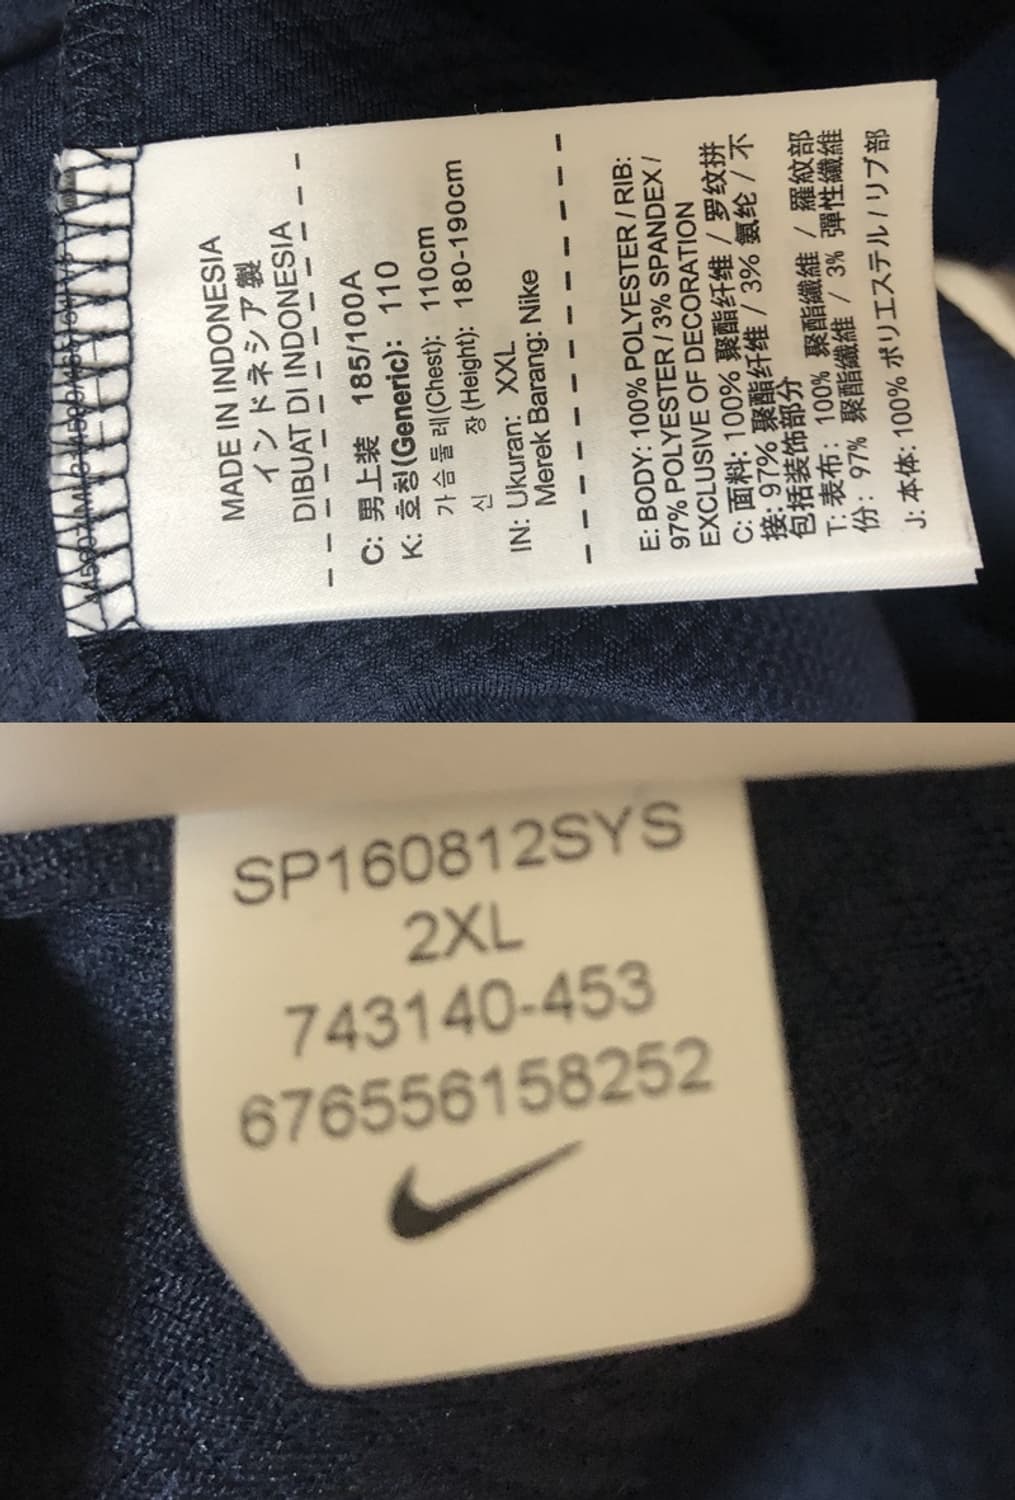 MADE IN INDONESIA
インドネシア製
DIBUAT DI INDONESIA
C: 男上装 185/100A
K: 호칭(Generic): 110
가슴둘레(Chest): 110cm
신 장(Height): 180-190cm
IN: Ukuran: XXL
Merek Barang: Nike
E: BODY: 100% POLYESTER / RIB:
97% POLYESTER / 3% SPANDEX /
EXCLUSIVE OF DECORATION
C: 面料: 100% 聚酯纤维 / 罗纹拼
接: 97% 聚酯纤维 / 3% 氨纶 / 不
包括装饰部分
T: 表布: 100% 聚酯纖維 / 羅紋部
份: 97% 聚酯纖維 / 3% 彈性纖維
J: 本体: 100% ポリエステル / リブ部
SP160812SYS
2XL
743140-453
676556158252